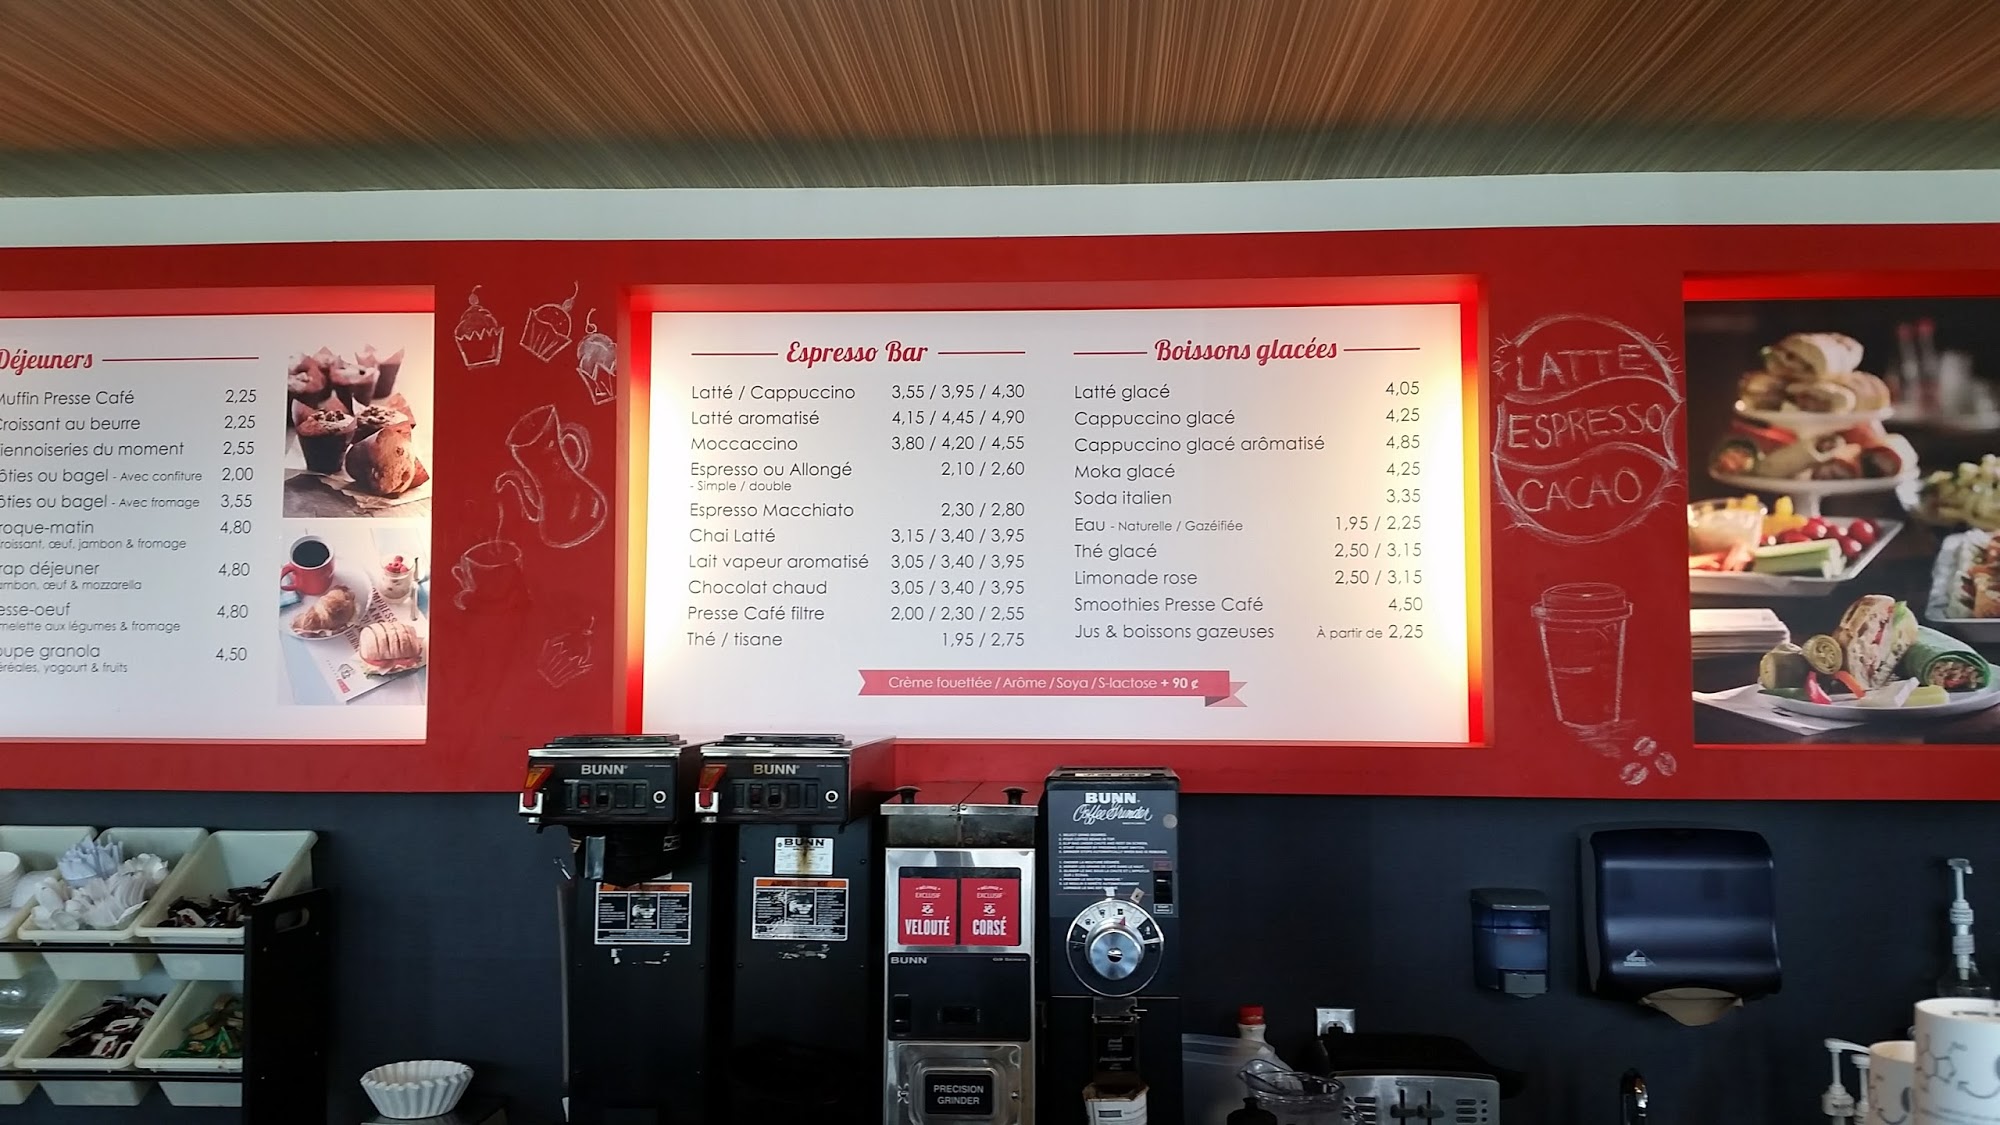 Déjeuners
Muffin Presse Café 2,25
Croissant au beurre 2,25
iennoiseries du moment 2,55
ôties ou bagel - Avec confiture 2,00
ôties ou bagel - Avec fromage 3,55
roque-matin 4,80
roissant, œuf, jambon & fromage
rap déjeuner 4,80
ambon, œuf & mozzarella
esse-oeuf 4,80
melette aux légumes & fromage
oupe granola 4,50
éréales, yogourt & fruits
Espresso Bar
Latté / Cappuccino 3,55 / 3,95 / 4,30
Latté aromatisé 4,15 / 4,45 / 4,90
Moccaccino 3,80 / 4,20 / 4,55
Espresso ou Allongé 2,10 / 2,60
- Simple / double
Espresso Macchiato 2,30 / 2,80
Chai Latté 3,15 / 3,40 / 3,95
Lait vapeur aromatisé 3,05 / 3,40 / 3,95
Chocolat chaud 3,05 / 3,40 / 3,95
Presse Café filtre 2,00 / 2,30 / 2,55
Thé / tisane 1,95 / 2,75
Boissons glacées
Latté glacé 4,05
Cappuccino glacé 4,25
Cappuccino glacé arômatisé 4,85
Moka glacé 4,25
Soda italien 3,35
Eau - Naturelle / Gazéifiée 1,95 / 2,25
Thé glacé 2,50 / 3,15
Limonade rose 2,50 / 3,15
Smoothies Presse Café 4,50
Jus & boissons gazeuses À partir de 2,25
Crème fouettée / Arôme / Soya / S-lactose + 90 ¢
LATTE
ESPRESSO
CACAO
BUNN
BUNN
BUNN
BUNN
Coffee Grinder
EXCLUSIF
VELOUTÉ
EXCLUSIF
CORSÉ
BUNN
PRECISION
GRINDER